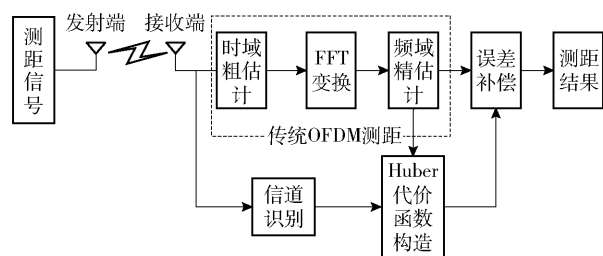 发射端
接收端
测
距
信
号
时域
粗估
计
FFT
变换
频域
精估
计
误差
补偿
测距
结果
传统OFDM测距
信道
识别
Huber
代价
函数
构造